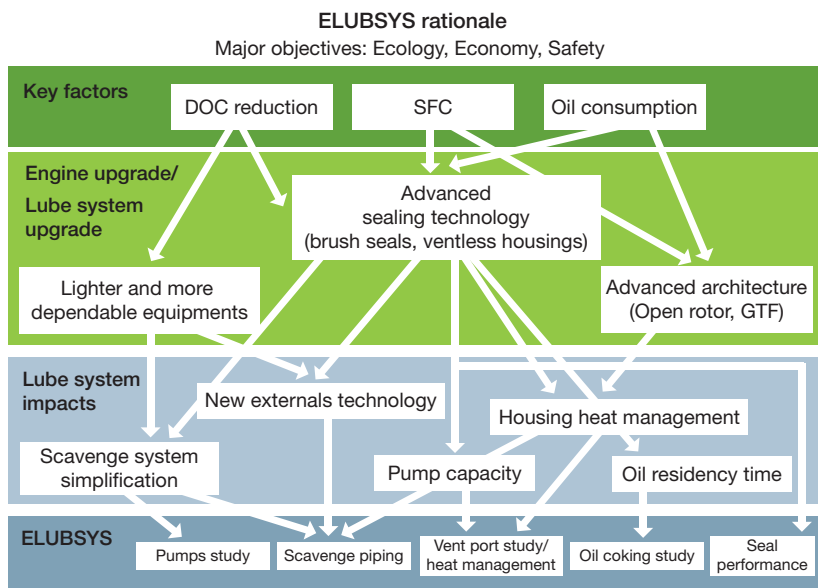 ELUBSYS rationale
Major objectives: Ecology, Economy, Safety
Key factors
DOC reduction
SFC
Oil consumption
Engine upgrade/
Lube system
upgrade
Advanced
sealing technology
(brush seals, ventless housings)
Lighter and more
dependable equipments
Advanced architecture
(Open rotor, GTF)
Lube system
impacts
New externals technology
Housing heat management
Scavenge system
simplification
Pump capacity
Oil residency time
ELUBSYS
Pumps study
Scavenge piping
Vent port study/
heat management
Oil coking study
Seal
performance